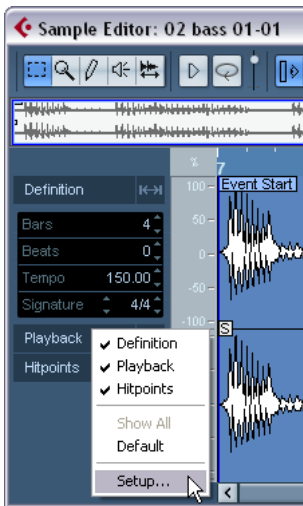 Sample Editor: 02 bass 01-01
%
7
Definition
100
Event Start
Bars 4
50
Beats 0
0
Tempo 150.00
-50
Signature 4/4
-100
Playback
S
Hitpoints
✓ Definition
✓ Playback
✓ Hitpoints
Show All
Default
Setup...